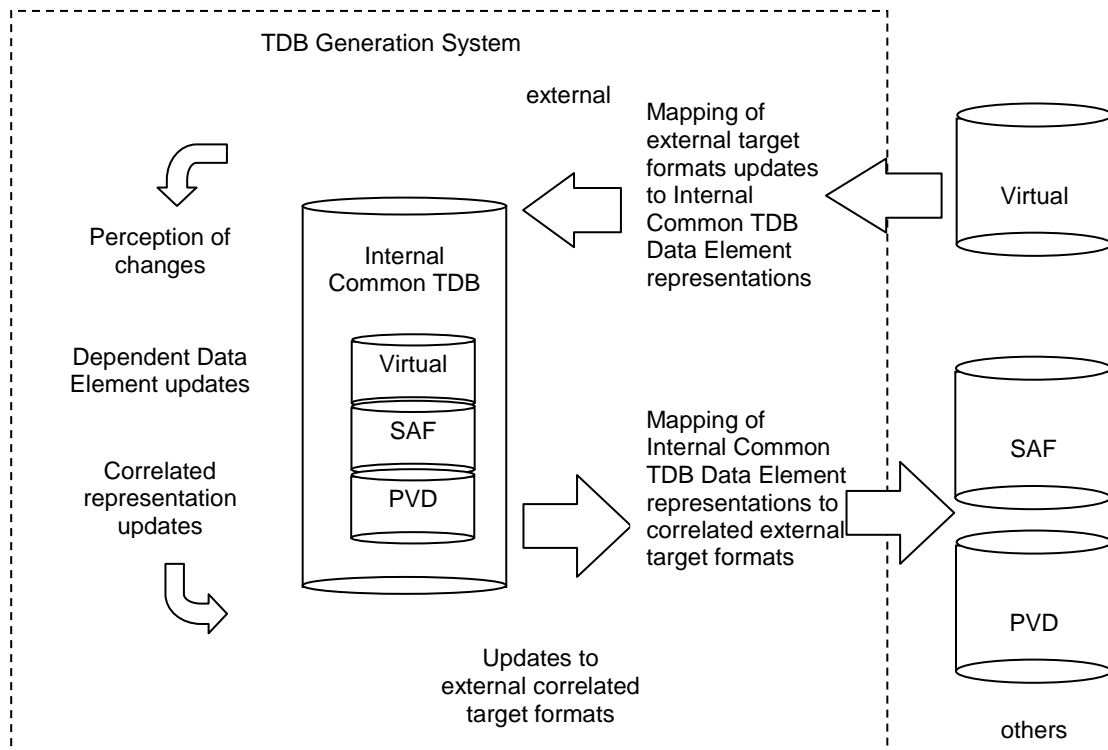 TDB Generation System
external
Mapping of
external target
formats updates
to Internal
Common TDB
Data Element
representations
Virtual
Perception of
changes
Internal
Common TDB
Dependent Data
Element updates
Virtual
SAF
PVD
Correlated
representation
updates
Mapping of
Internal Common
TDB Data Element
representations to
correlated external
target formats
SAF
PVD
Updates to
external correlated
target formats
others